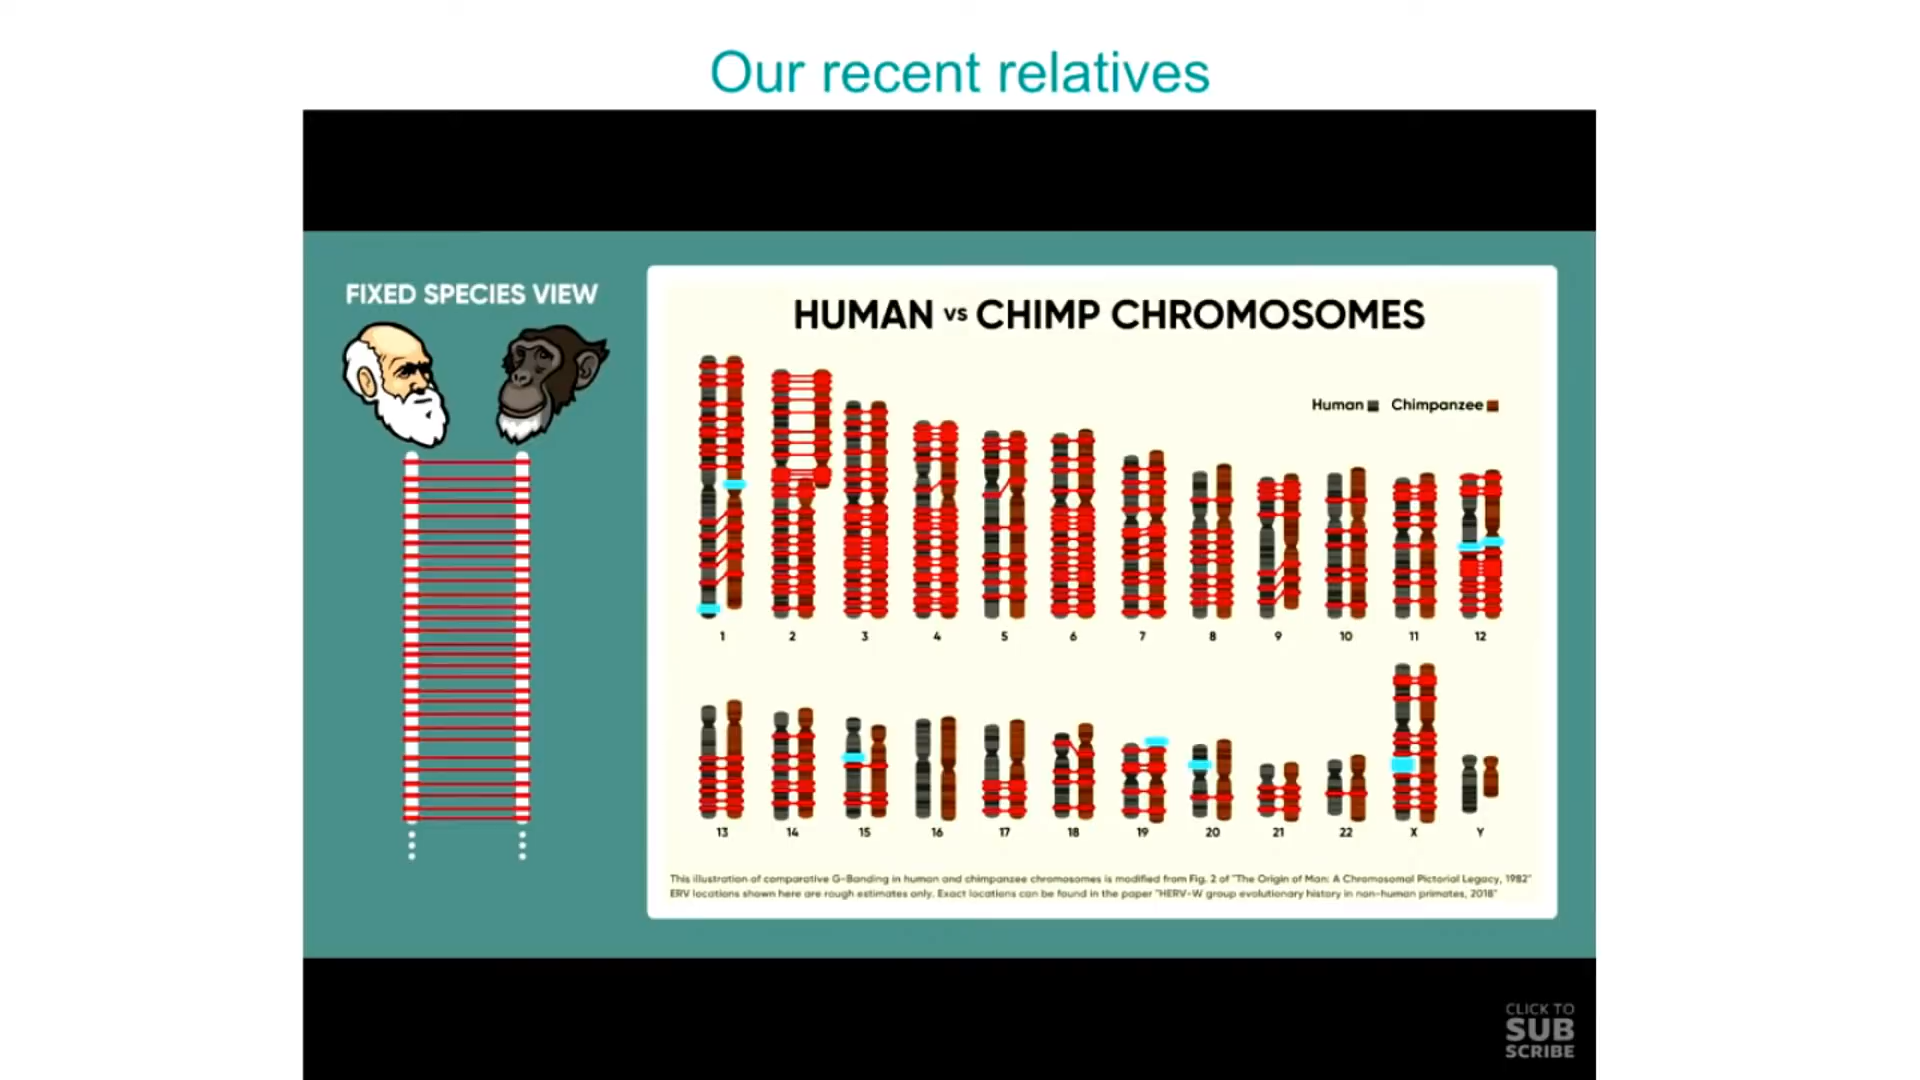 Our recent relatives
FIXED SPECIES VIEW
HUMAN vs CHIMP CHROMOSOMES
Human Chimpanzee
1 2 3 4 5 6 7 8 9 10 11 12
13 14 15 16 17 18 19 20 21 22 X Y
This illustration of comparative G-Banding in human and chimpanzee chromosomes is modified from Fig. 2 of "The Origin of Man: A Chromosomal Pictorial Legacy, 1982"
ERV locations shown here are rough estimates only. Exact locations can be found in the paper "HERV-W group evolutionary history in non-human primates, 2018"
CLICK TO
SUB
SCRIBE